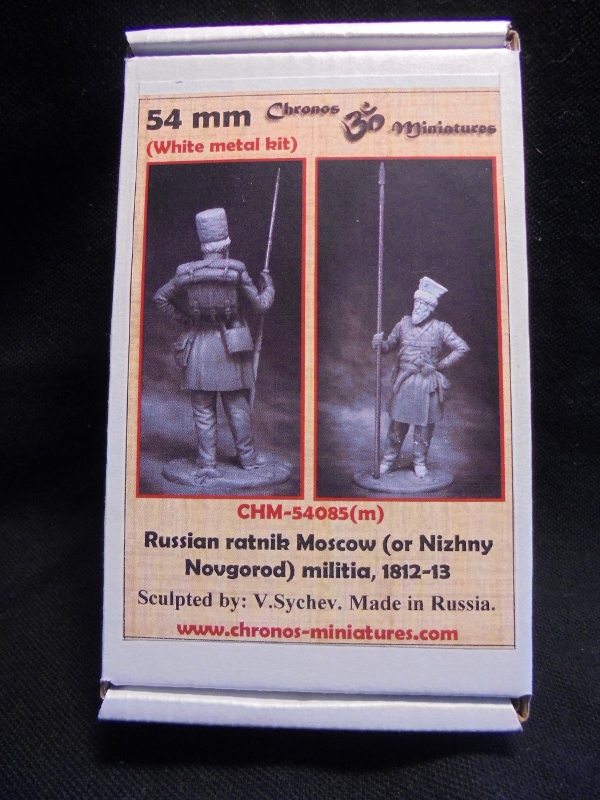 54 mm Chronos Miniatures
(White metal kit)
CHM-54085(m)
Russian ratnik Moscow (or Nizhny
Novgorod) militia, 1812-13
Sculpted by: V.Sychev. Made in Russia.
www.chronos-miniatures.com